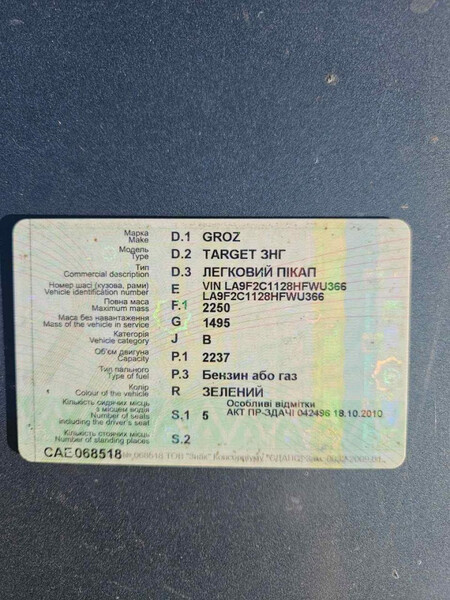 Марка D.1 GROZ
Make
Модель D.2 TARGET ЗНГ
Type
Тип D.3 ЛЕГКОВИЙ ПІКАП
Commercial description
Номер шасі (кузова, рами) E VIN LA9F2C1128HFWU366
Vehicle identification number LA9F2C1128HFWU366
Повна маса F.1 2250
Maximum mass
Маса без навантаження G 1495
Mass of the vehicle in service
Категорія J B
Vehicle category
Об'єм двигуна P.1 2237
Capacity
Тип пального P.3 Бензин або газ
Type of fuel
Колір R ЗЕЛЕНИЙ
Colour of the vehicle
Кількість сидячих місць Особливі відмітки
з місцем водія S.1 5 АКТ ПР-ЗДАЧІ 042496 18.10.2010
Number of seats
including the driver's seat
Кількість стоячих місць S.2
Number of standing places
САЕ 068518